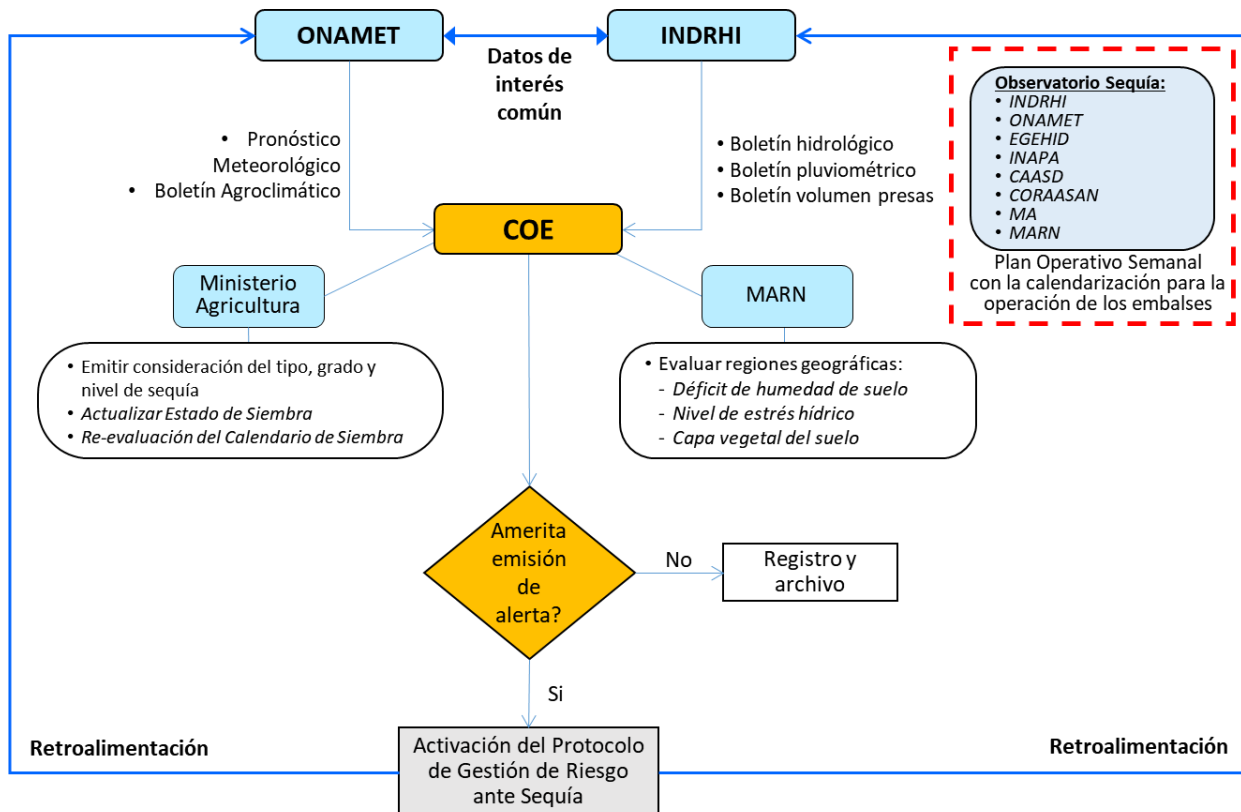 ONAMET
INDRHI
Datos de
interés
común
• Pronóstico
Meteorológico
• Boletín Agroclimático
• Boletín hidrológico
• Boletín pluviométrico
• Boletín volumen presas
Observatorio Sequía:
• INDRHI
• ONAMET
• EGEHID
• INAPA
• CAASD
• CORAASAN
• MA
• MARN
Plan Operativo Semanal
con la calendarización para la
operación de los embalses
COE
Ministerio
Agricultura
MARN
• Emitir consideración del tipo, grado y
nivel de sequía
• Actualizar Estado de Siembra
• Re-evaluación del Calendario de Siembra
• Evaluar regiones geográficas:
- Déficit de humedad de suelo
- Nivel de estrés hídrico
- Capa vegetal del suelo
Amerita
emisión
de
alerta?
No
Registro y
archivo
Si
Retroalimentación
Activación del Protocolo
de Gestión de Riesgo
ante Sequía
Retroalimentación